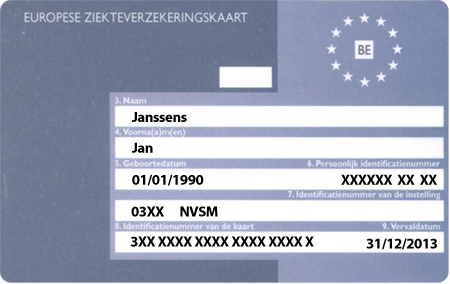 EUROPESE ZIEKTEVERZEKERINGSKAART
BE
3. Naam
Janssens
4. Voorna(a)m(en)
Jan
5. Geboortedatum 6. Persoonlijk identificatienummer
01/01/1990 XXXXXX XX XX
7. Identificatienummer van de instelling
03XX NVSM
8. Identificatienummer van de kaart 9. Vervaldatum
3XX XXXX XXXX XXXX XXXX X 31/12/2013